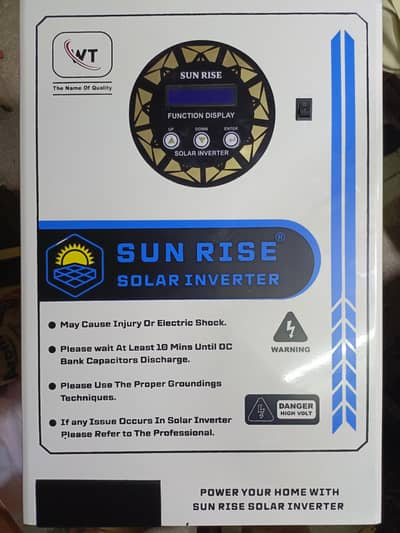 WT
The Name Of Quality
SUN RISE
FUNCTION DISPLAY
UP DOWN ENTER
SOLAR INVERTER
SUN RISE ®
SOLAR INVERTER
May Cause Injury Or Electric Shock.
Please wait At Least 10 Mins Until DC
Bank Capacitors Discharge.
Please Use The Proper Groundings
Techniques.
If any Issue Occurs In Solar Inverter
Please Refer to The Professional.
WARNING
DANGER
HIGH VOLT
POWER YOUR HOME WITH
SUN RISE SOLAR INVERTER